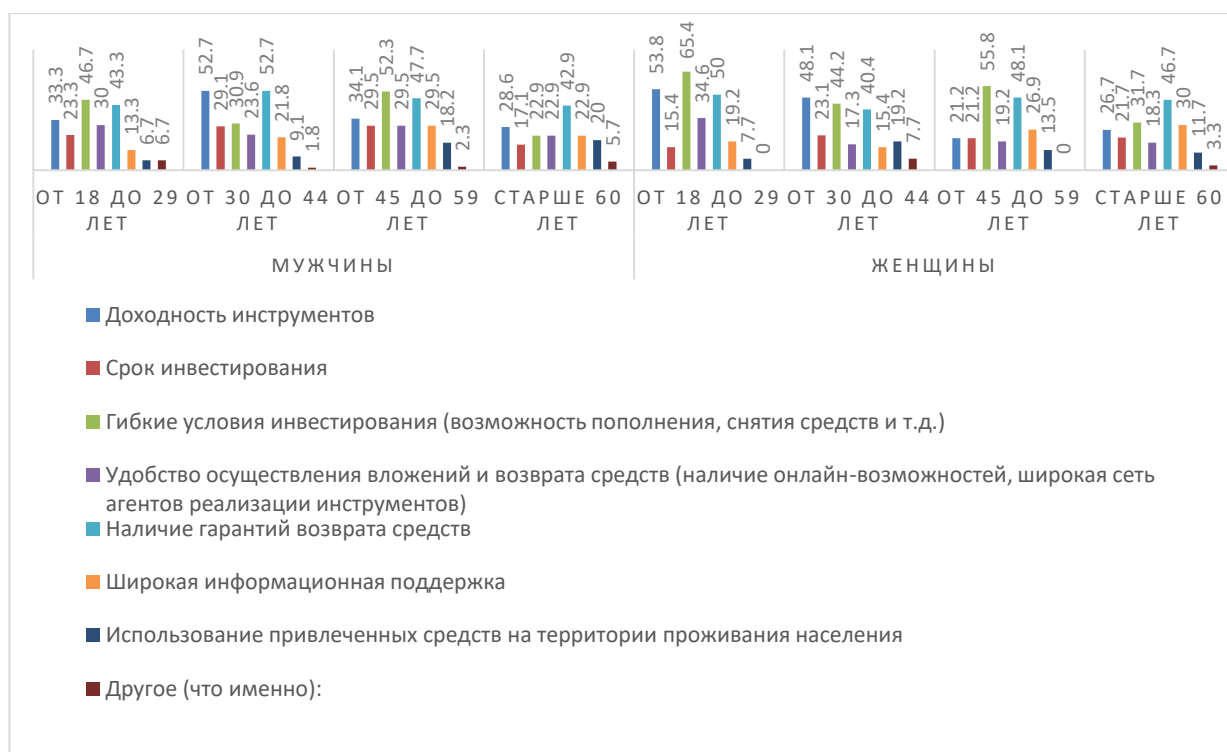 33.3 23.3 46.7 30 43.3 13.3 6.7 6.7
52.7 29.1 30.9 23.6 52.7 21.8 9.1 1.8
34.1 29.5 52.3 29.5 47.7 29.5 18.2 2.3
28.6 17.1 22.9 22.9 42.9 22.9 20 5.7
53.8 15.4 65.4 34.6 50 19.2 7.7 0
48.1 23.1 44.2 17.3 40.4 15.4 19.2 7.7
21.2 21.2 55.8 19.2 48.1 26.9 13.5 0
26.7 21.7 31.7 18.3 46.7 30 11.7 3.3
ОТ 18 ДО 29 ЛЕТ
ОТ 30 ДО 44 ЛЕТ
ОТ 45 ДО 59 ЛЕТ
СТАРШЕ 60 ЛЕТ
ОТ 18 ДО 29 ЛЕТ
ОТ 30 ДО 44 ЛЕТ
ОТ 45 ДО 59 ЛЕТ
СТАРШЕ 60 ЛЕТ
МУЖЧИНЫ
ЖЕНЩИНЫ
Доходность инструментов
Срок инвестирования
Гибкие условия инвестирования (возможность пополнения, снятия средств и т.д.)
Удобство осуществления вложений и возврата средств (наличие онлайн-возможностей, широкая сеть
агентов реализации инструментов)
Наличие гарантий возврата средств
Широкая информационная поддержка
Использование привлеченных средств на территории проживания населения
Другое (что именно):